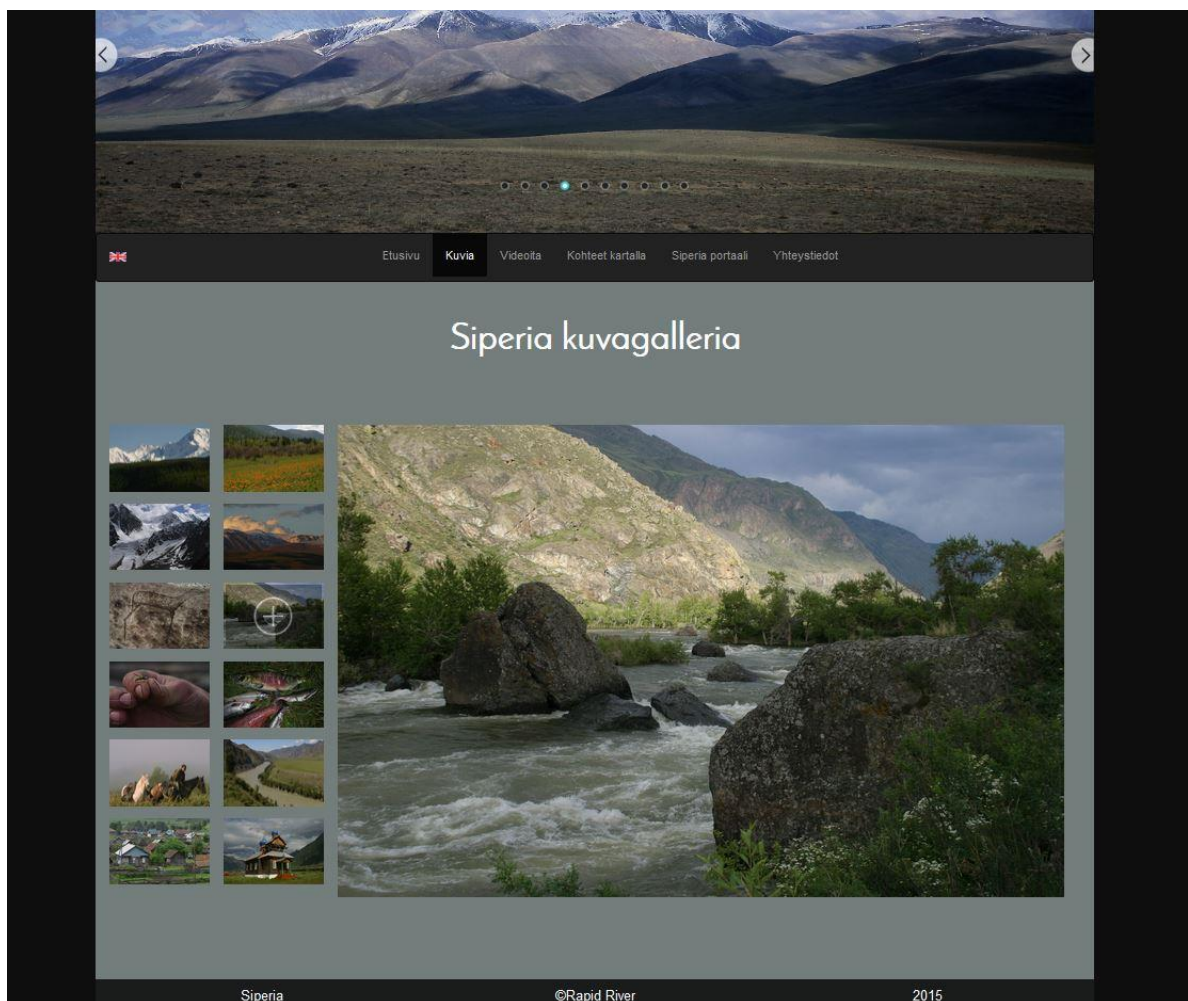 Etusivu Kuvia Videoita Kohteet kartalla Siperia portaali Yhteystiedot
Siperia kuvagalleria
Siperia ©Rapid River 2015